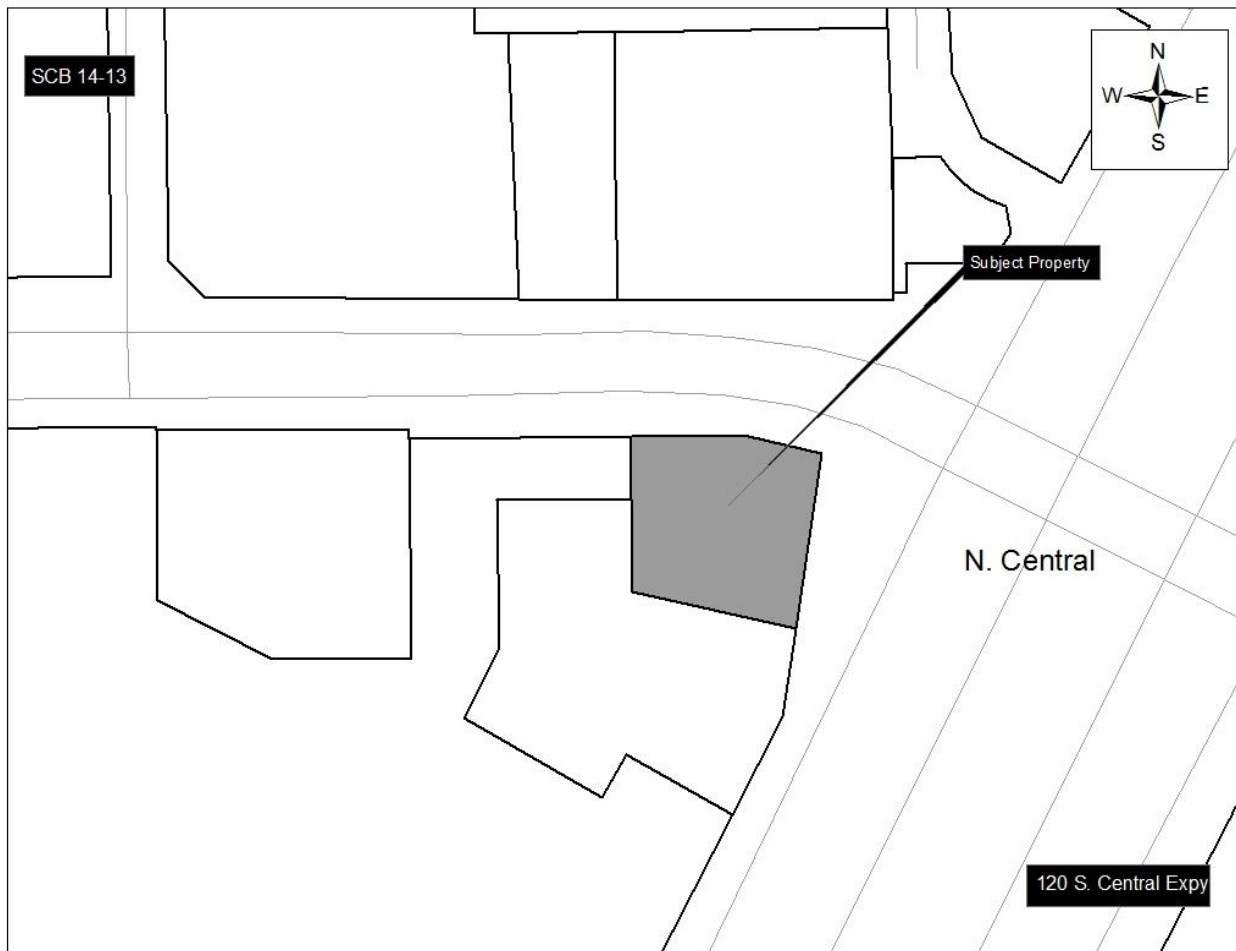 SCB 14-13
N
W E
S
Subject Property
N. Central
120 S. Central Expy